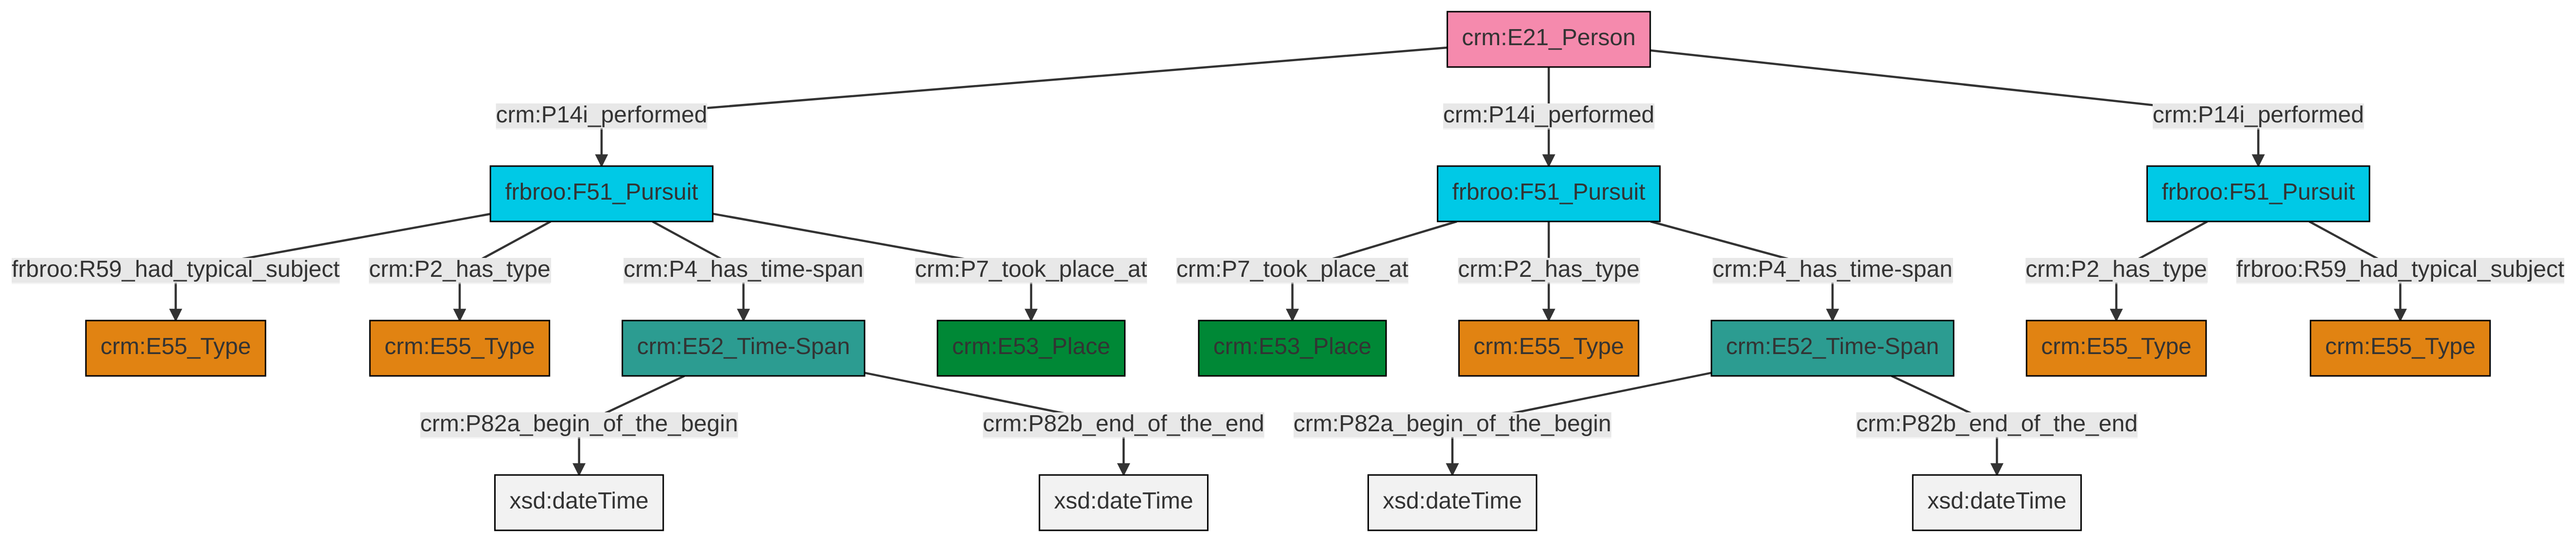 crm:E21_Person
crm:P14i_performed
crm:P14i_performed
crm:P14i_performed
frbroo:F51_Pursuit
frbroo:F51_Pursuit
frbroo:F51_Pursuit
frbroo:R59_had_typical_subject
crm:P2_has_type
crm:P4_has_time-span
crm:P7_took_place_at
crm:P7_took_place_at
crm:P2_has_type
crm:P4_has_time-span
crm:P2_has_type
frbroo:R59_had_typical_subject
crm:E55_Type
crm:E55_Type
crm:E52_Time-Span
crm:E53_Place
crm:E53_Place
crm:E55_Type
crm:E52_Time-Span
crm:E55_Type
crm:E55_Type
crm:P82a_begin_of_the_begin
crm:P82b_end_of_the_end
crm:P82a_begin_of_the_begin
crm:P82b_end_of_the_end
xsd:dateTime
xsd:dateTime
xsd:dateTime
xsd:dateTime